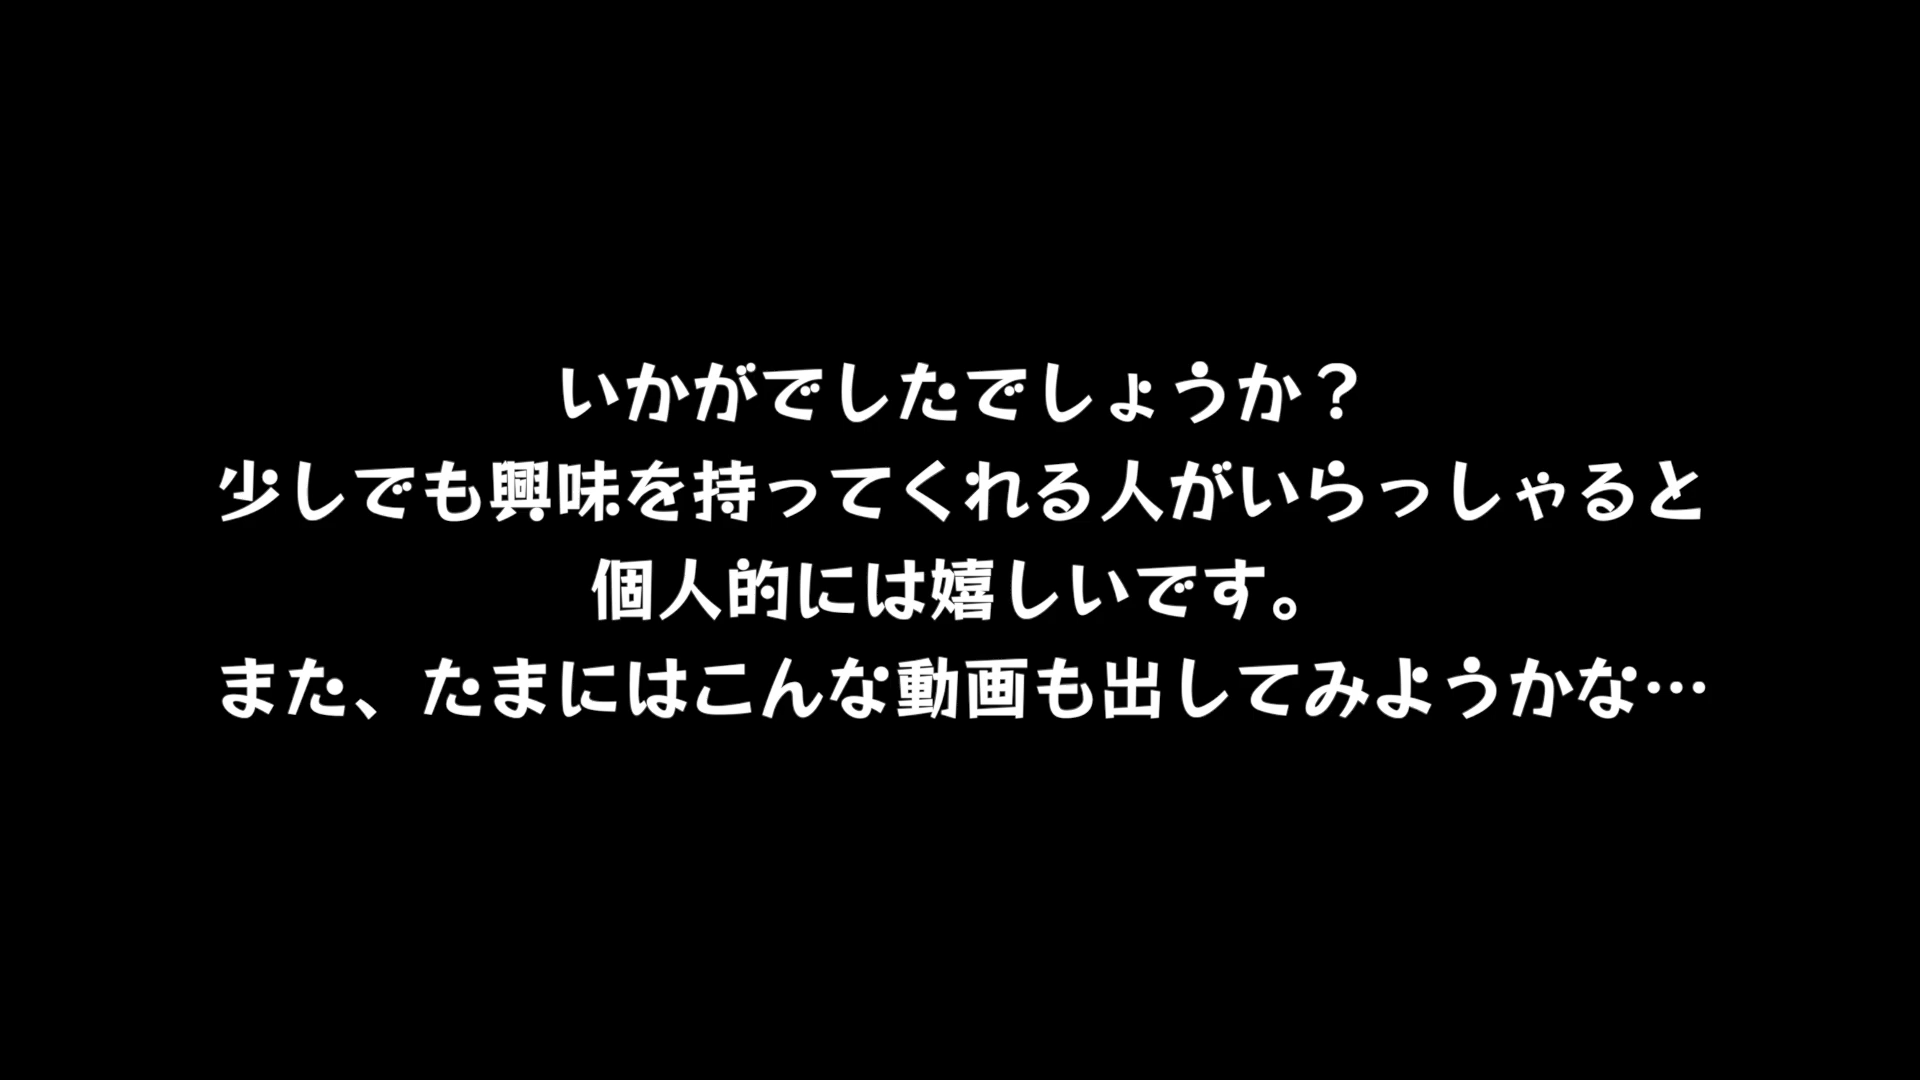 いかがでしたでしょうか？
少しでも興味を持ってくれる人がいらっしゃると
個人的には嬉しいです。
また、たまにはこんな動画も出してみようかな…